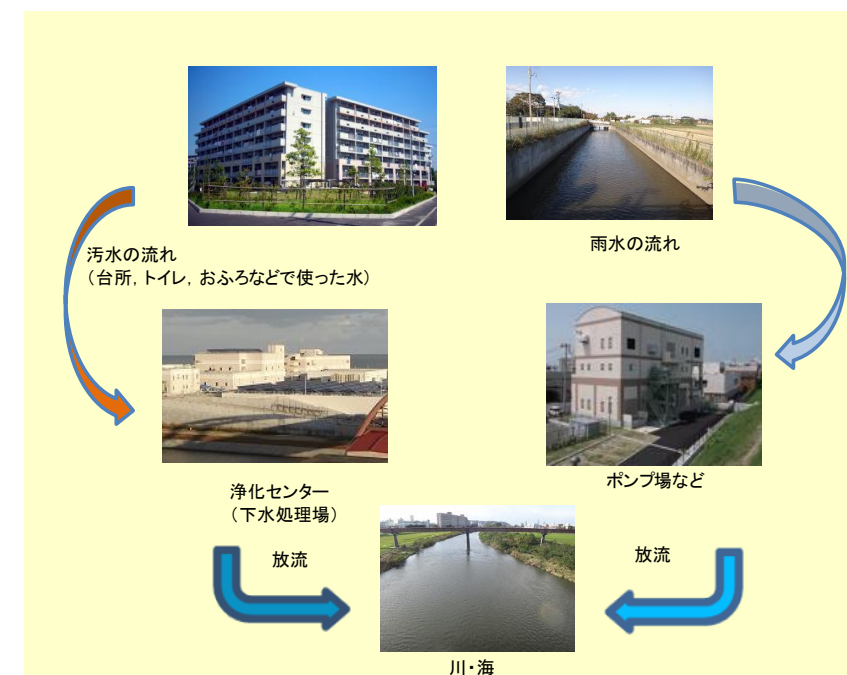 雨水の流れ
汚水の流れ
（台所，トイレ，おふろなどで使った水）
ポンプ場など
浄化センター
（下水処理場）
放流
放流
川・海